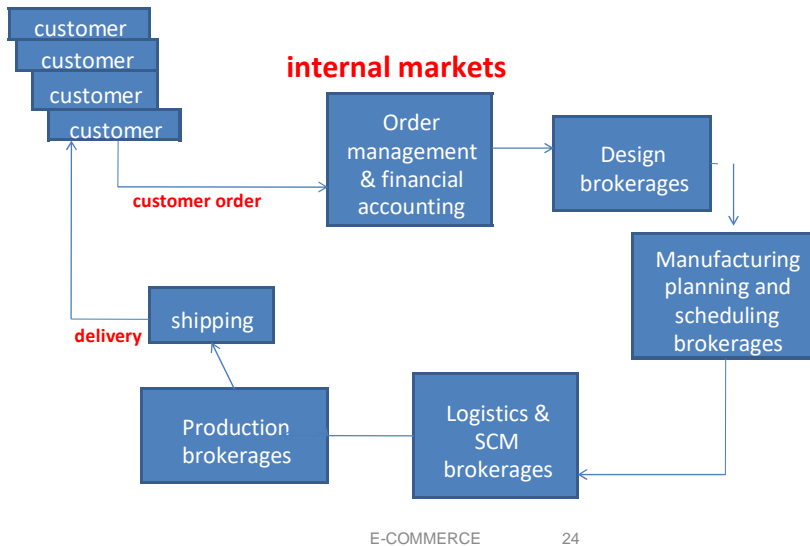 customer
customer
customer
customer
internal markets
Order
management
& financial
accounting
Design
brokerages
customer order
Manufacturing
planning and
scheduling
brokerages
shipping
delivery
Production
brokerages
Logistics &
SCM
brokerages
E-COMMERCE 24